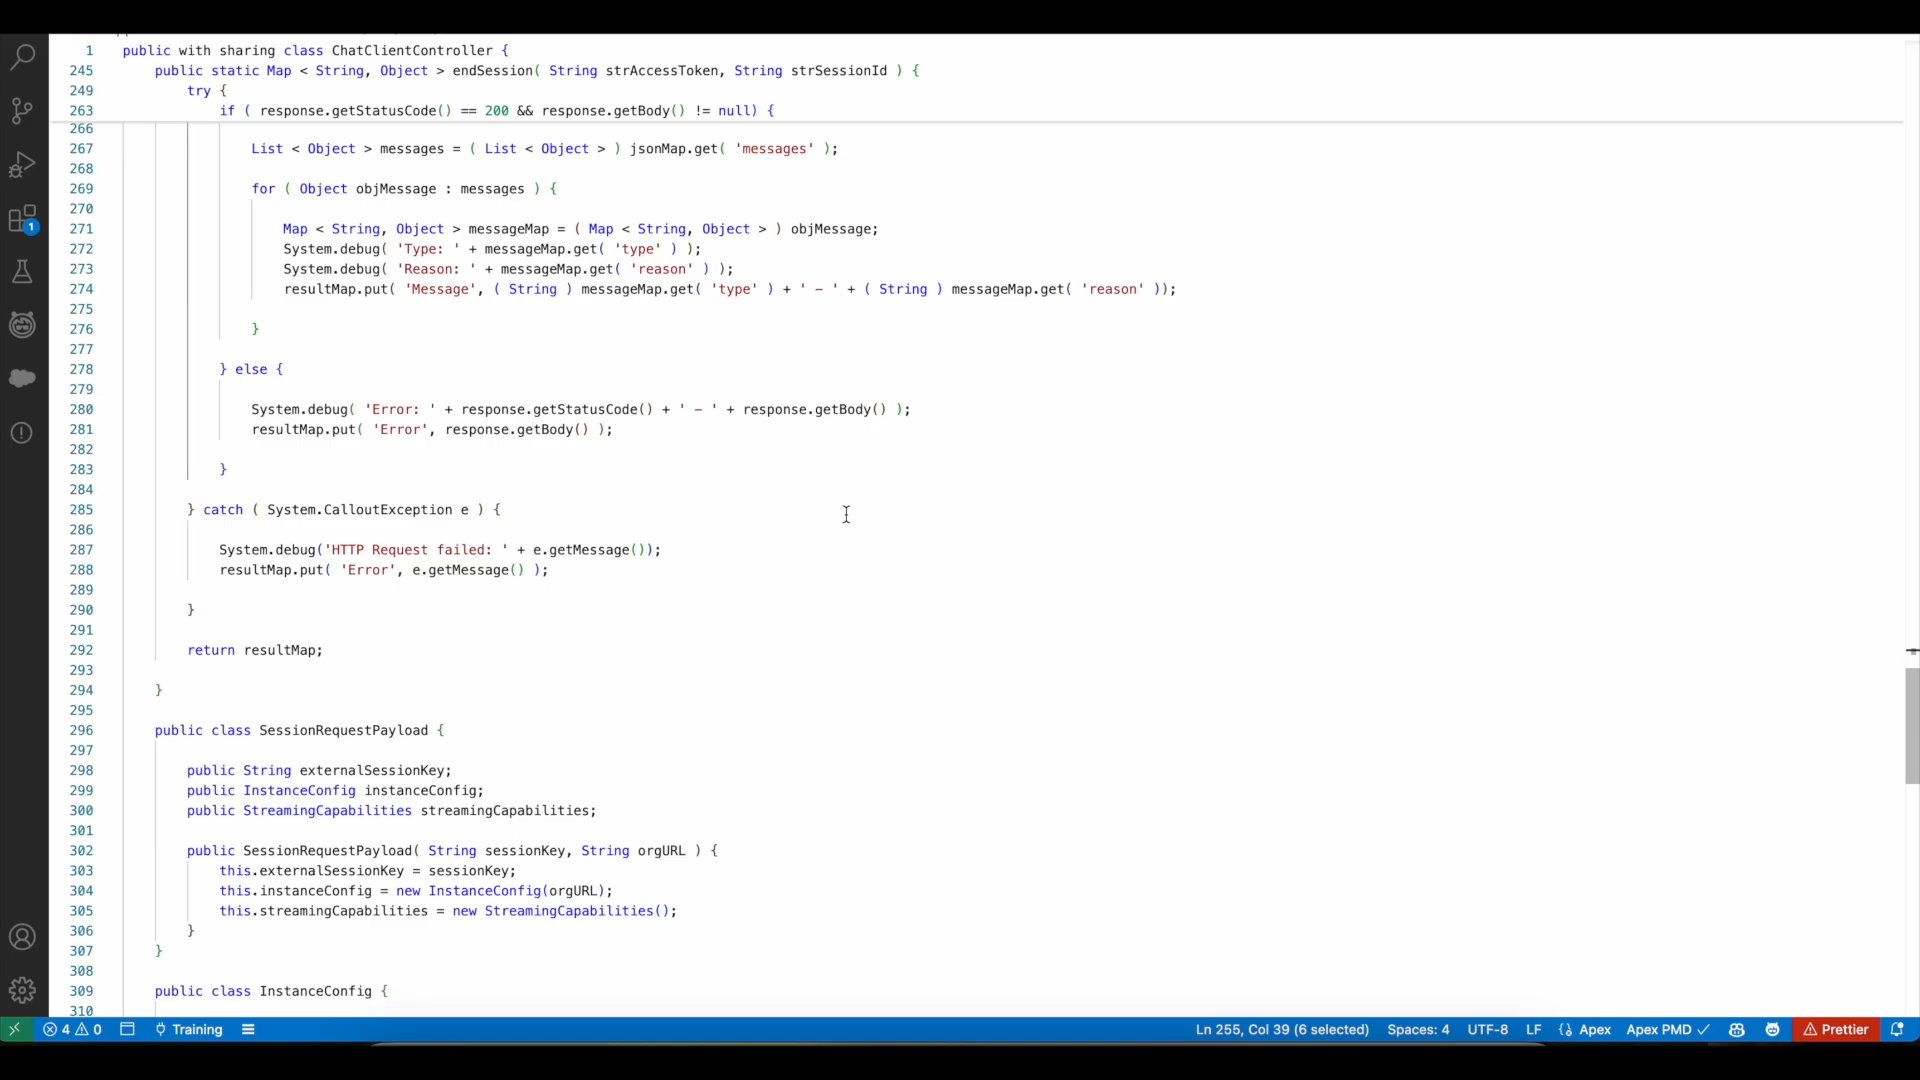 1 public with sharing class ChatClientController {
245 public static Map < String, Object > endSession( String strAccessToken, String strSessionId ) {
249 try {
263 if ( response.getStatusCode() == 200 && response.getBody() != null) {
266
267 List < Object > messages = ( List < Object > ) jsonMap.get( 'messages' );
268
269 for ( Object objMessage : messages ) {
270
271 Map < String, Object > messageMap = ( Map < String, Object > ) objMessage;
272 System.debug( 'Type: ' + messageMap.get( 'type' ) );
273 System.debug( 'Reason: ' + messageMap.get( 'reason' ) );
274 resultMap.put( 'Message', ( String ) messageMap.get( 'type' ) + ' - ' + ( String ) messageMap.get( 'reason' ));
275
276 }
277
278 } else {
279
280 System.debug( 'Error: ' + response.getStatusCode() + ' - ' + response.getBody() );
281 resultMap.put( 'Error', response.getBody() );
282
283 }
284
285 } catch ( System.CalloutException e ) {
286
287 System.debug('HTTP Request failed: ' + e.getMessage());
288 resultMap.put( 'Error', e.getMessage() );
289
290 }
291
292 return resultMap;
293
294 }
295
296 public class SessionRequestPayload {
297
298 public String externalSessionKey;
299 public InstanceConfig instanceConfig;
300 public StreamingCapabilities streamingCapabilities;
301
302 public SessionRequestPayload( String sessionKey, String orgURL ) {
303 this.externalSessionKey = sessionKey;
304 this.instanceConfig = new InstanceConfig(orgURL);
305 this.streamingCapabilities = new StreamingCapabilities();
306 }
307 }
308
309 public class InstanceConfig {
310
1
4 0 Training Ln 255, Col 39 (6 selected) Spaces: 4 UTF-8 LF Apex Apex PMD ✓ Prettier